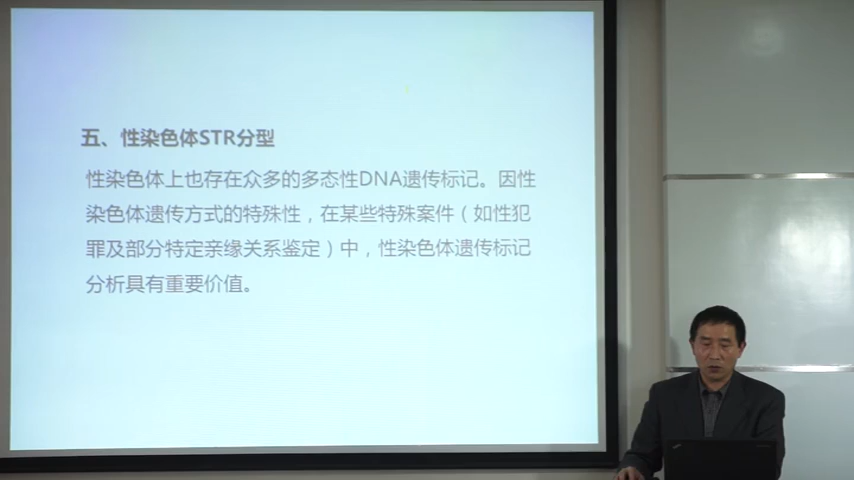 五、性染色体STR分型
性染色体上也存在众多的多态性DNA遗传标记。因性
染色体遗传方式的特殊性，在某些特殊案件（如性犯
罪及部分特定亲缘关系鉴定）中，性染色体遗传标记
分析具有重要价值。